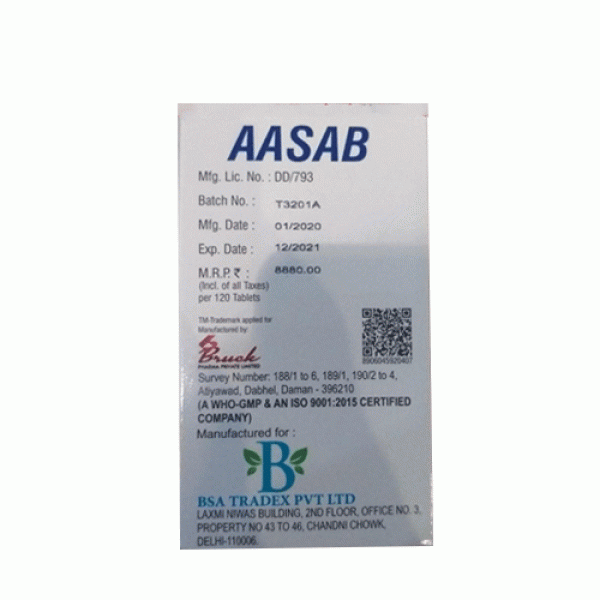 AASAB
Mfg. Lic. No. : DD/793
Batch No. : T3201A
Mfg. Date : 01/2020
Exp. Date : 12/2021
M.R.P. ₹ : 8880.00
(Incl. of all Taxes)
per 120 Tablets
TM-Trademark applied for
Manufactured by:
Bruck
PHARMA PRIVATE LIMITED
8906045920407
Survey Number: 188/1 to 6, 189/1, 190/2 to 4,
Atiyawad, Dabhel, Daman - 396210
(A WHO-GMP & AN ISO 9001:2015 CERTIFIED
COMPANY)
Manufactured for :
B
BSA TRADEX PVT LTD
LAXMI NIWAS BUILDING, 2ND FLOOR, OFFICE NO. 3,
PROPERTY NO 43 TO 46, CHANDNI CHOWK,
DELHI-110006.